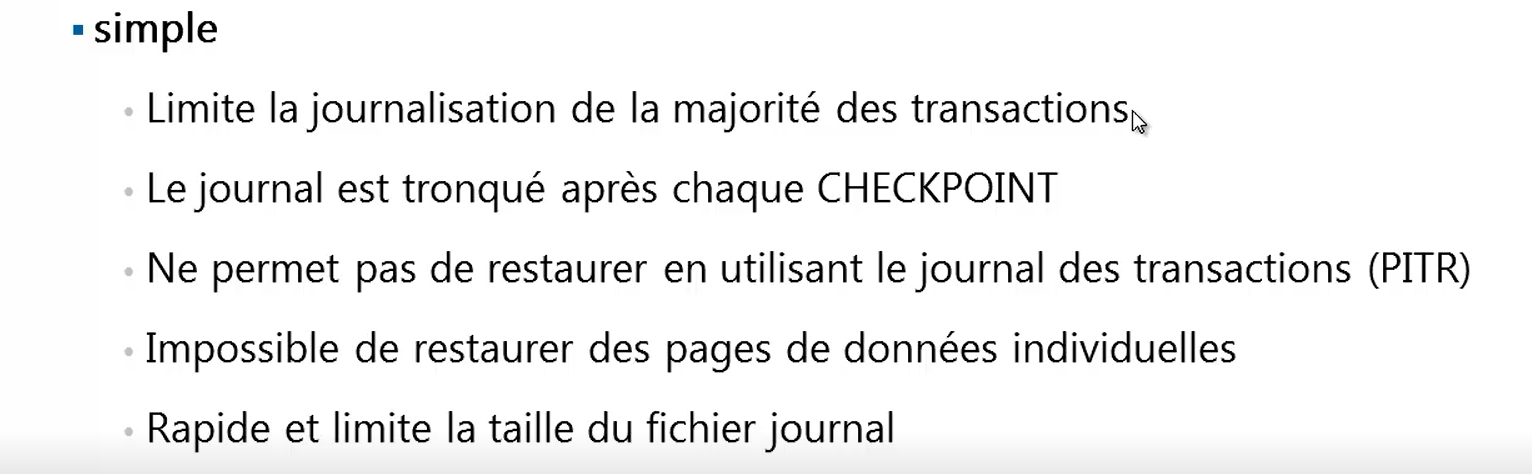 simple
Limite la journalisation de la majorité des transactions
Le journal est tronqué après chaque CHECKPOINT
Ne permet pas de restaurer en utilisant le journal des transactions (PITR)
Impossible de restaurer des pages de données individuelles
Rapide et limite la taille du fichier journal